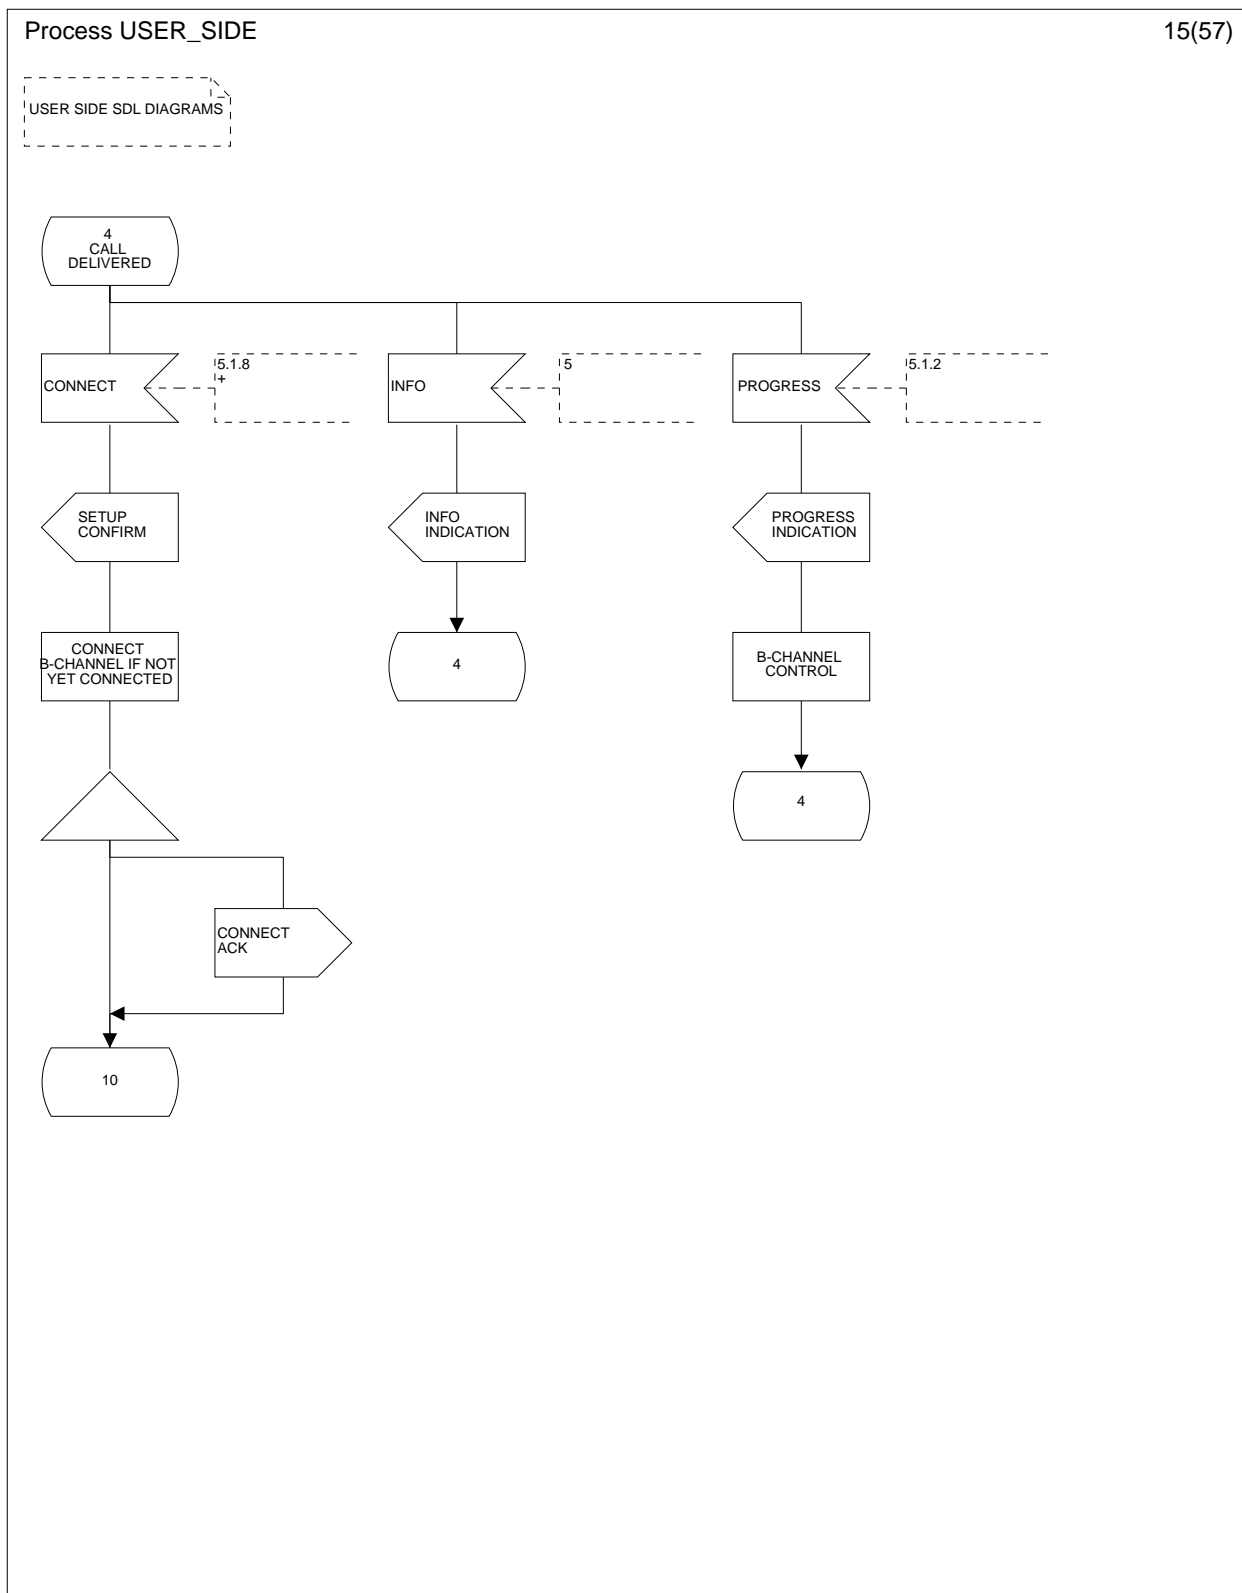 Process USER_SIDE
15(57)
USER SIDE SDL DIAGRAMS
4
CALL
DELIVERED
CONNECT
5.1.8
+
INFO
5
PROGRESS
5.1.2
SETUP
CONFIRM
INFO
INDICATION
PROGRESS
INDICATION
CONNECT
B-CHANNEL IF NOT
YET CONNECTED
4
B-CHANNEL
CONTROL
4
CONNECT
ACK
10